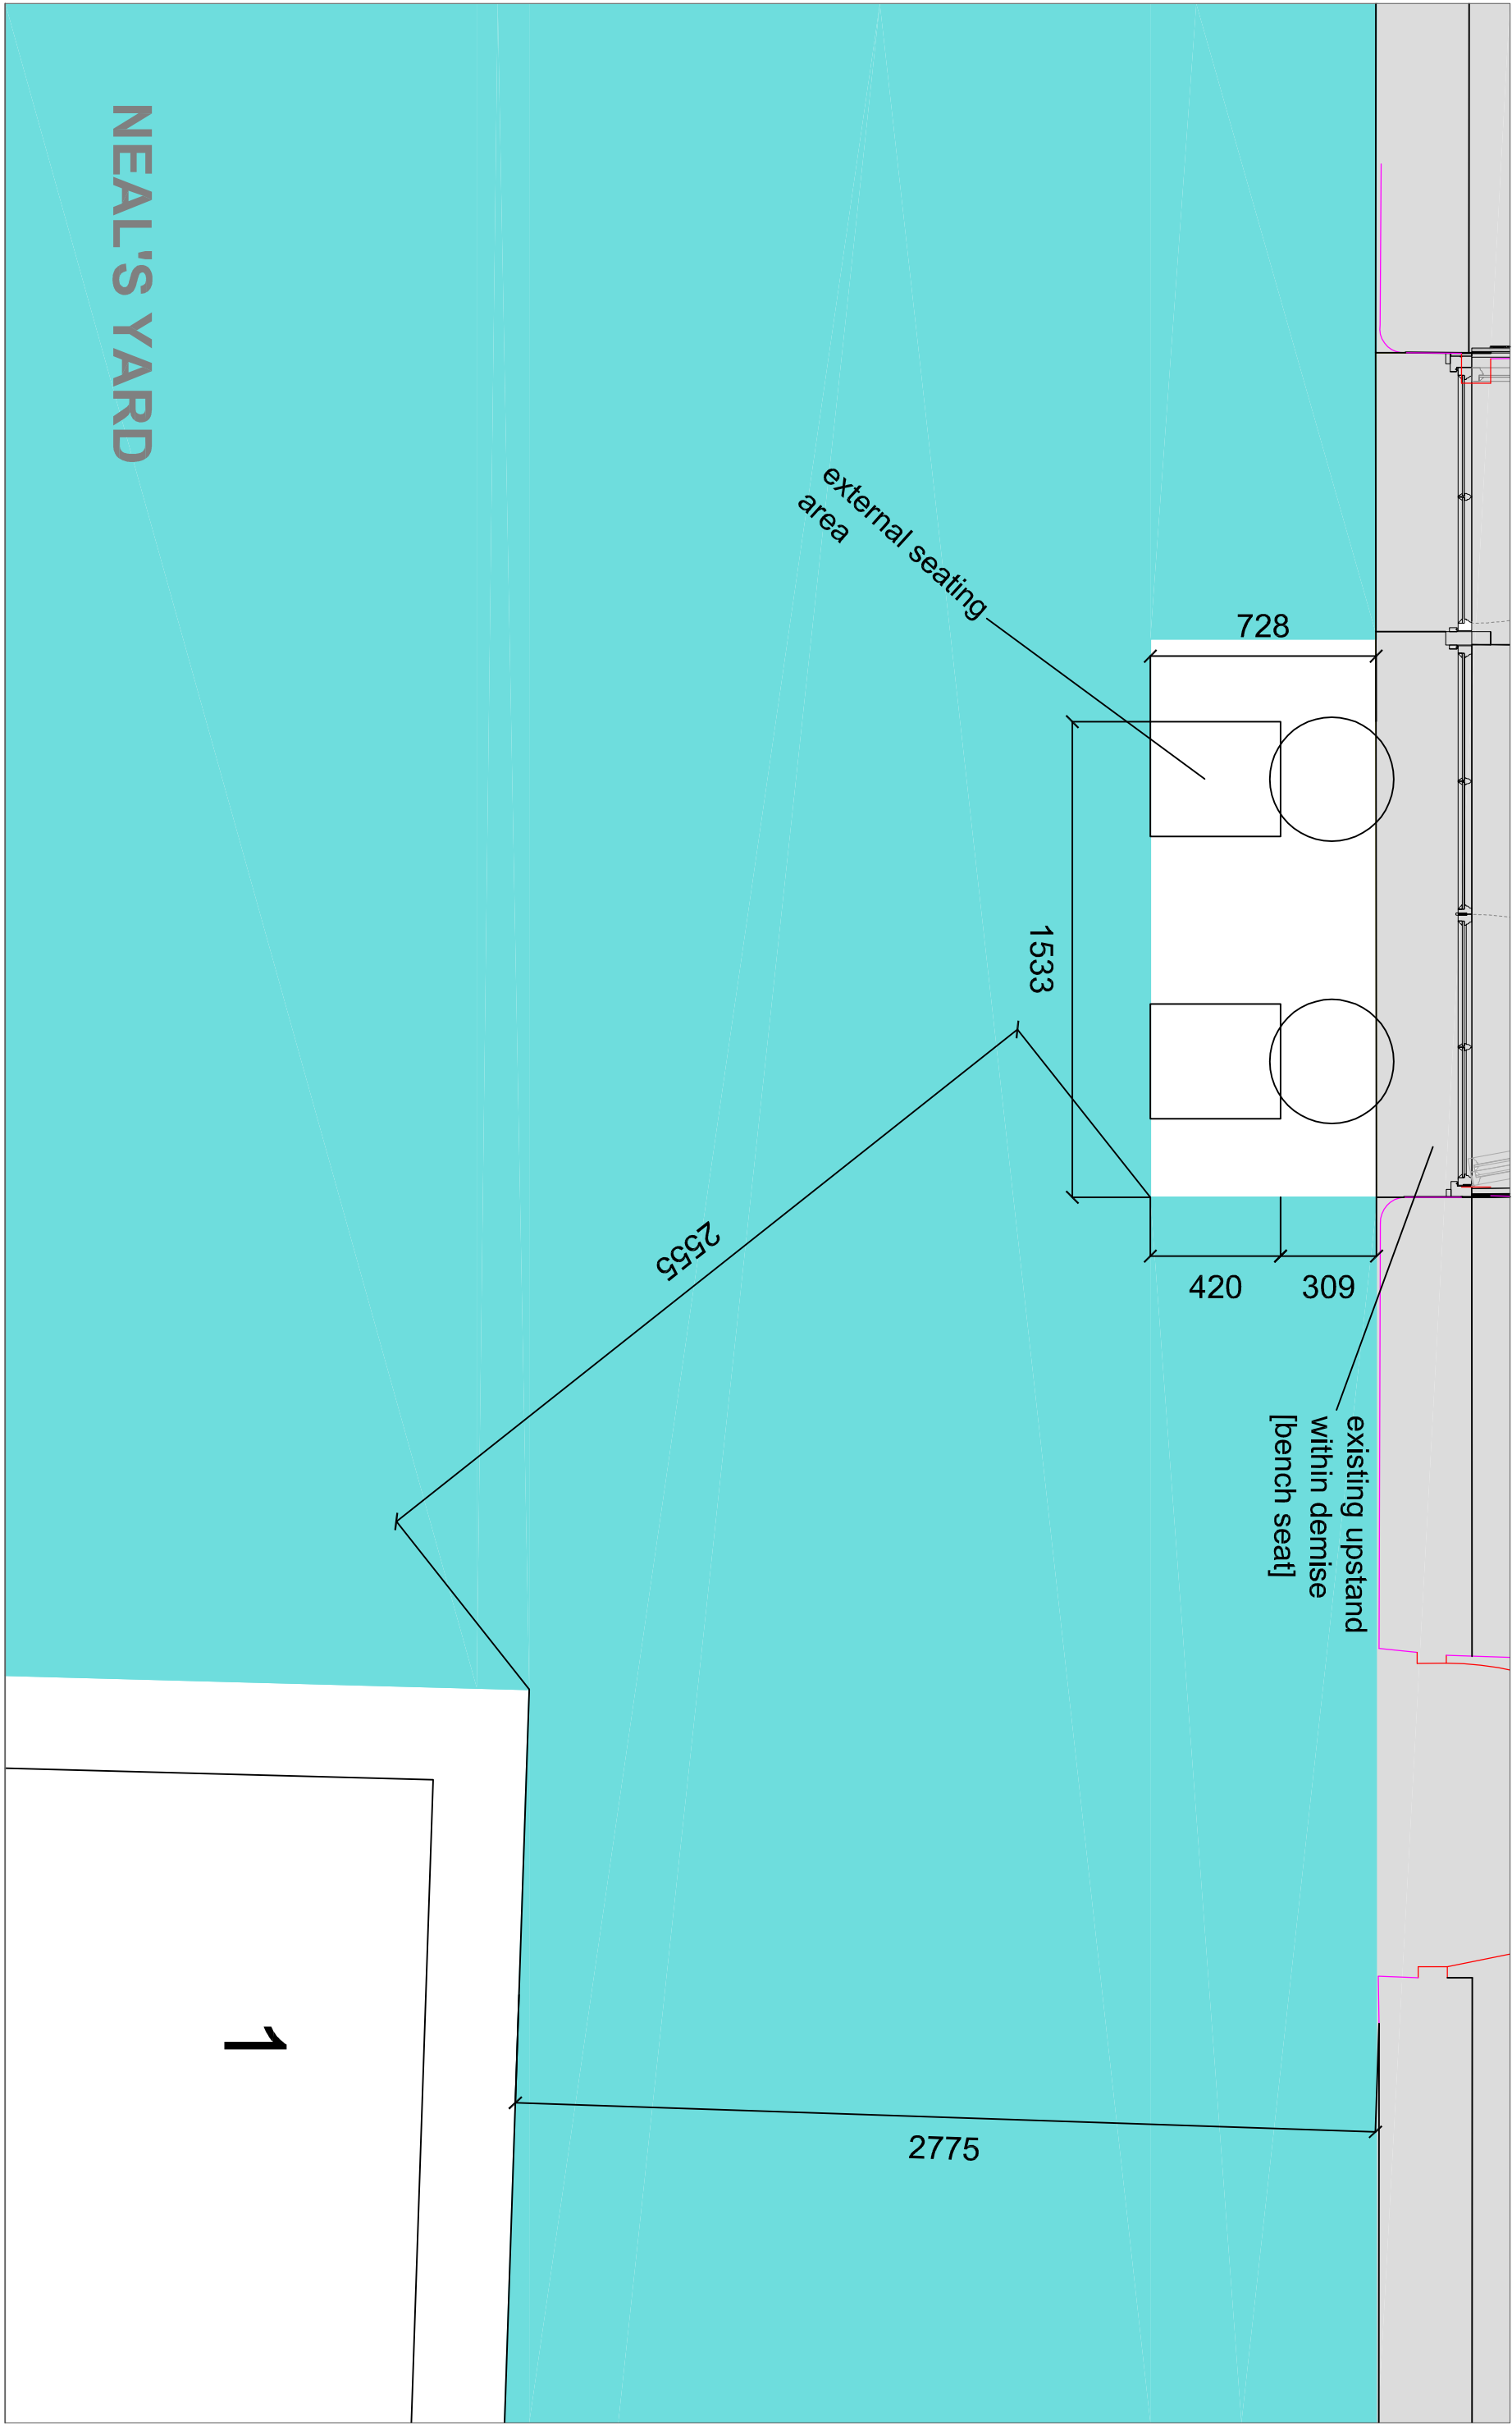 NEAL'S YARD
external seating
area
728
1533
2555
420
309
existing upstand
within demise
[bench seat]
1
2775